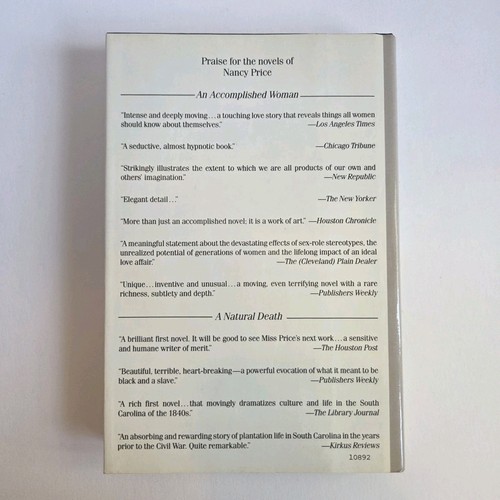 Praise for the novels of
Nancy Price
An Accomplished Woman
"Intense and deeply moving...a touching love story that reveals things all women
should know about themselves." —Los Angeles Times
"A seductive, almost hypnotic book." —Chicago Tribune
"Strikingly illustrates the extent to which we are all products of our own and
others' imagination." —New Republic
"Elegant detail..." —The New Yorker
"More than just an accomplished novel: it is a work of art." —Houston Chronicle
"A meaningful statement about the devastating effects of sex-role stereotypes, the
unrealized potential of generations of women and the lifelong impact of an ideal
love affair." —The (Cleveland) Plain Dealer
"Unique...inventive and unusual...a moving, even terrifying novel with a rare
richness, subtlety and depth." —Publishers Weekly
A Natural Death
"A brilliant first novel. It will be good to see Miss Price's next work...a sensitive
and humane writer of merit." —The Houston Post
"Beautiful, terrible, heart-breaking—a powerful evocation of what it meant to be
black and a slave." —Publishers Weekly
"A rich first novel...that movingly dramatizes culture and life in the South
Carolina of the 1840s." —The Library Journal
"An absorbing and rewarding story of plantation life in South Carolina in the years
prior to the Civil War. Quite remarkable." —Kirkus Reviews
10892